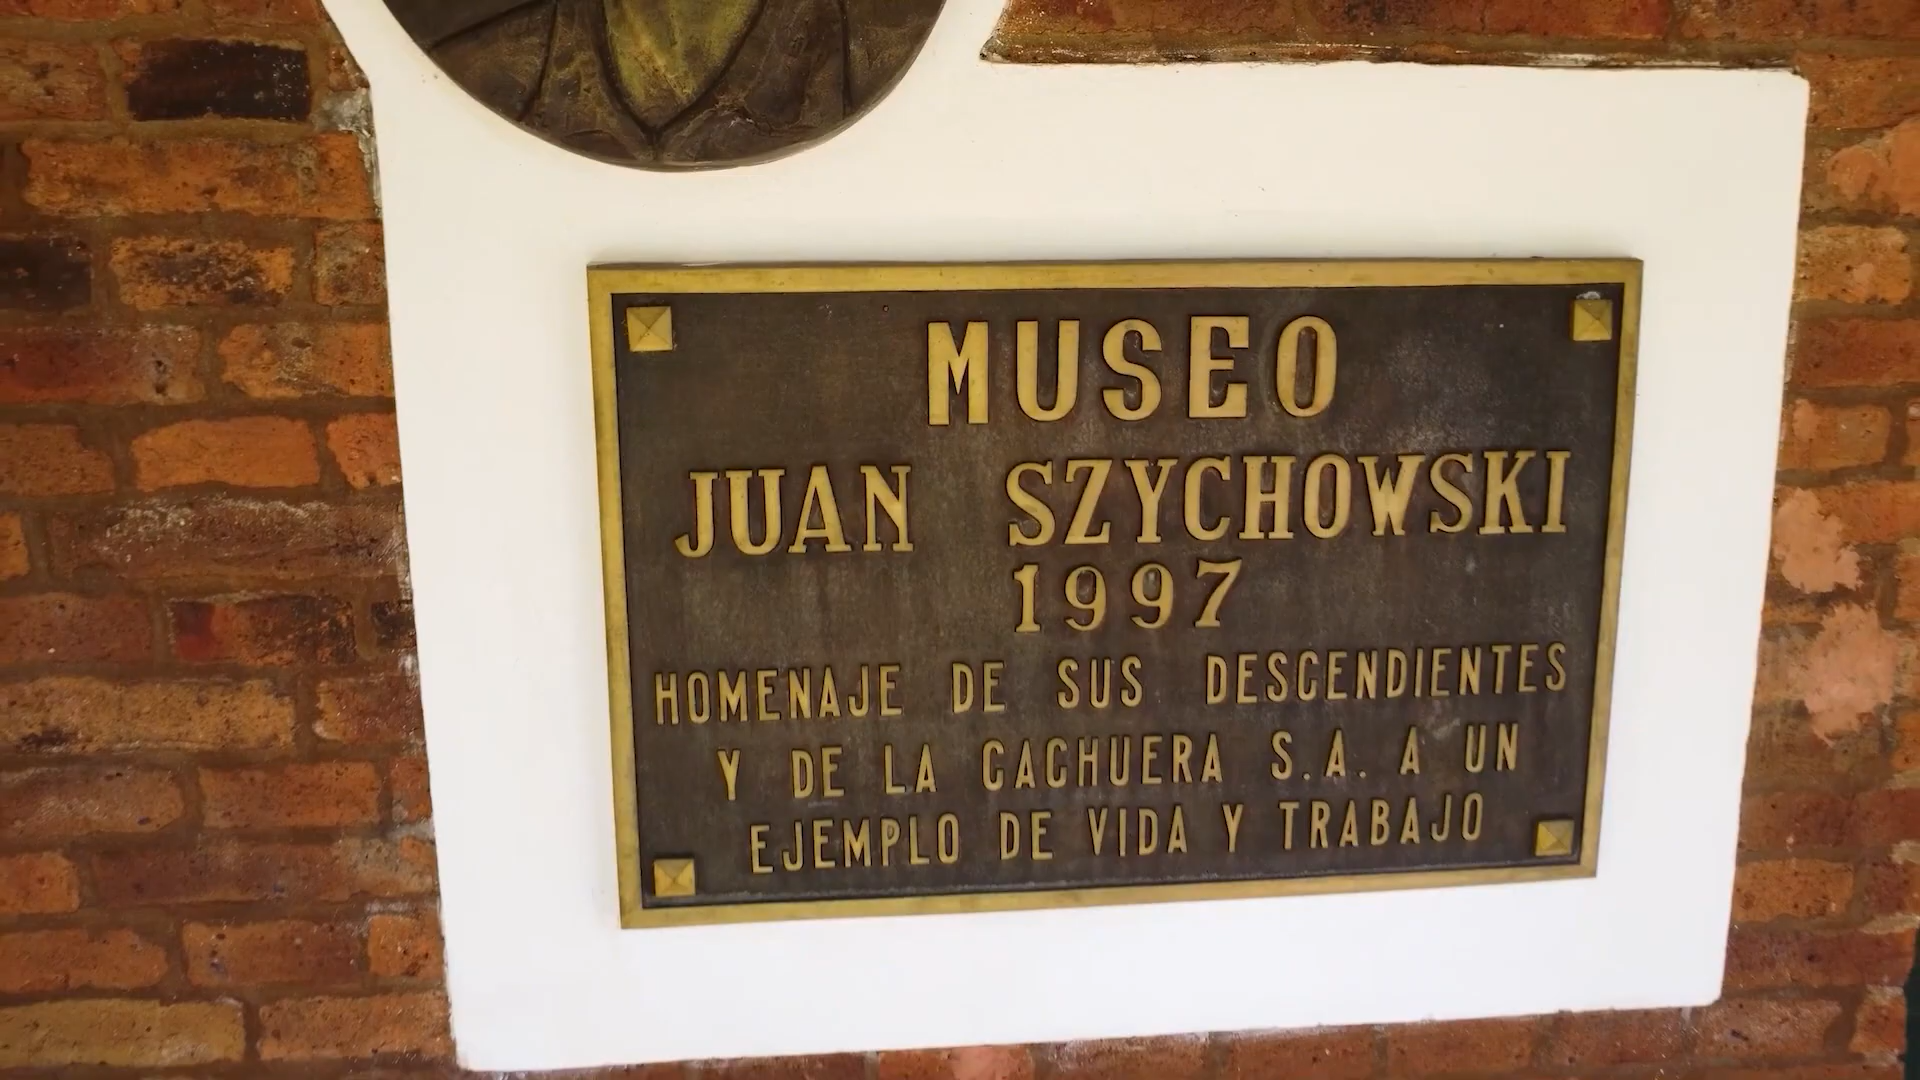 MUSEO
JUAN SZYCHOWSKI
1997
HOMENAJE DE SUS DESCENDIENTES
Y DE LA CACHUERA S.A. A UN
EJEMPLO DE VIDA Y TRABAJO